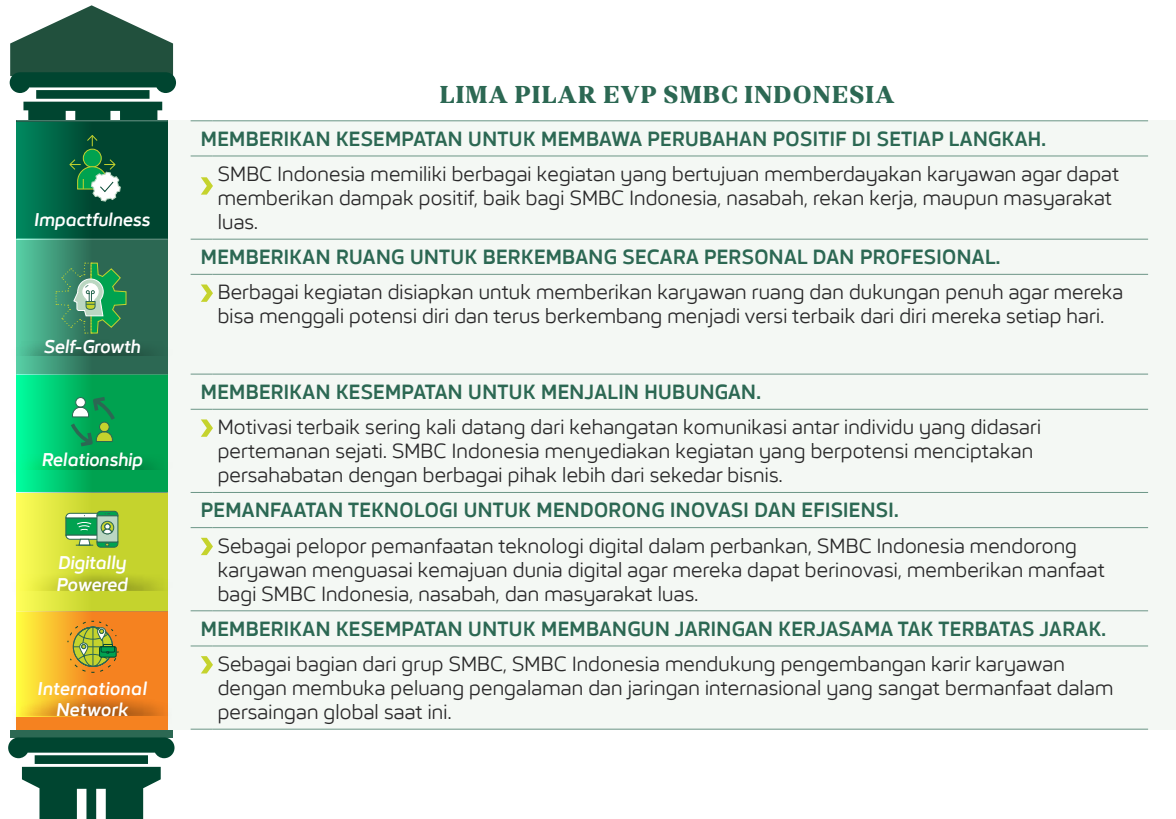 LIMA PILAR EVP SMBC INDONESIA
Impactfulness
MEMBERIKAN KESEMPATAN UNTUK MEMBAWA PERUBAHAN POSITIF DI SETIAP LANGKAH.
SMBC Indonesia memiliki berbagai kegiatan yang bertujuan memberdayakan karyawan agar dapat
memberikan dampak positif, baik bagi SMBC Indonesia, nasabah, rekan kerja, maupun masyarakat
luas.
Self-Growth
MEMBERIKAN RUANG UNTUK BERKEMBANG SECARA PERSONAL DAN PROFESIONAL.
Berbagai kegiatan disiapkan untuk memberikan karyawan ruang dan dukungan penuh agar mereka
bisa menggali potensi diri dan terus berkembang menjadi versi terbaik dari diri mereka setiap hari.
Relationship
MEMBERIKAN KESEMPATAN UNTUK MENJALIN HUBUNGAN.
Motivasi terbaik sering kali datang dari kehangatan komunikasi antar individu yang didasari
pertemanan sejati. SMBC Indonesia menyediakan kegiatan yang berpotensi menciptakan
persahabatan dengan berbagai pihak lebih dari sekedar bisnis.
Digitally
Powered
PEMANFAATAN TEKNOLOGI UNTUK MENDORONG INOVASI DAN EFISIENSI.
Sebagai pelopor pemanfaatan teknologi digital dalam perbankan, SMBC Indonesia mendorong
karyawan menguasai kemajuan dunia digital agar mereka dapat berinovasi, memberikan manfaat
bagi SMBC Indonesia, nasabah, dan masyarakat luas.
International
Network
MEMBERIKAN KESEMPATAN UNTUK MEMBANGUN JARINGAN KERJASAMA TAK TERBATAS JARAK.
Sebagai bagian dari grup SMBC, SMBC Indonesia mendukung pengembangan karir karyawan
dengan membuka peluang pengalaman dan jaringan internasional yang sangat bermanfaat dalam
persaingan global saat ini.